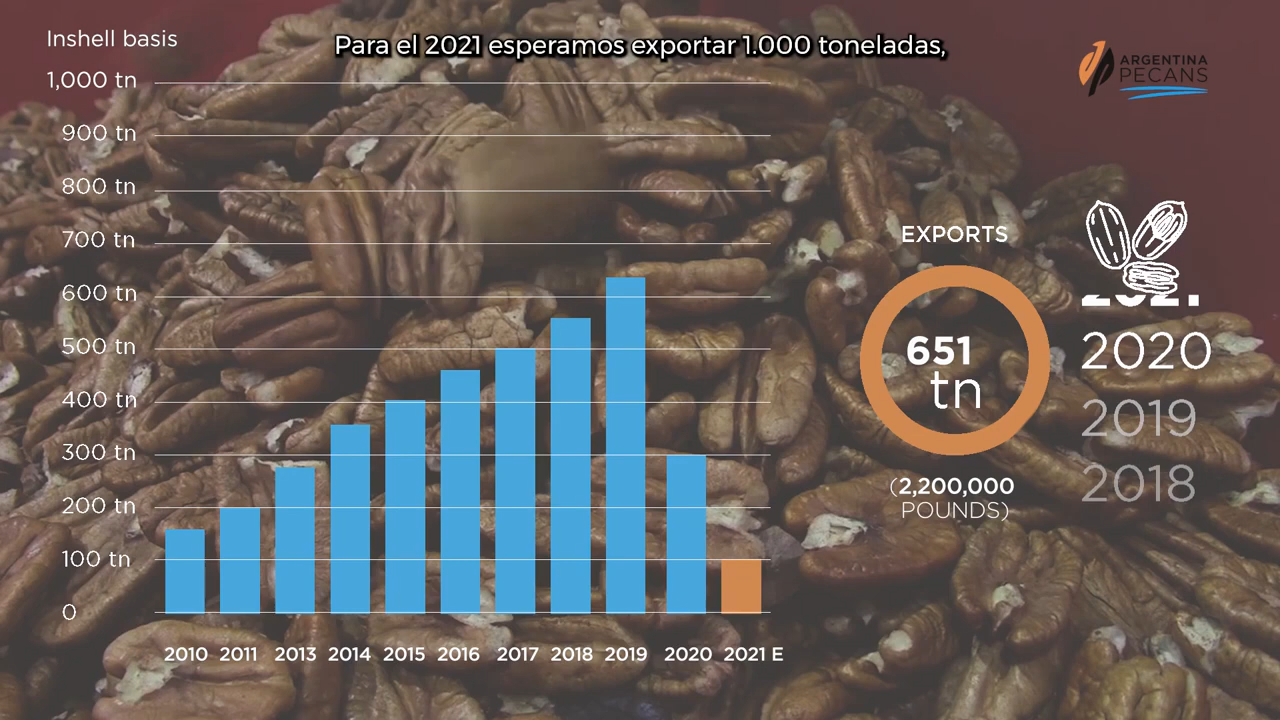 Para el 2021 esperamos exportar 1.000 toneladas,
Inshell basis
1,000 tn
900 tn
800 tn
700 tn
600 tn
500 tn
400 tn
300 tn
200 tn
100 tn
0
2010 2011 2013 2014 2015 2016 2017 2018 2019 2020 2021 E
ARGENTINA
PECANS
EXPORTS
651
tn
(2,200,000
POUNDS)
2020
2019
2018